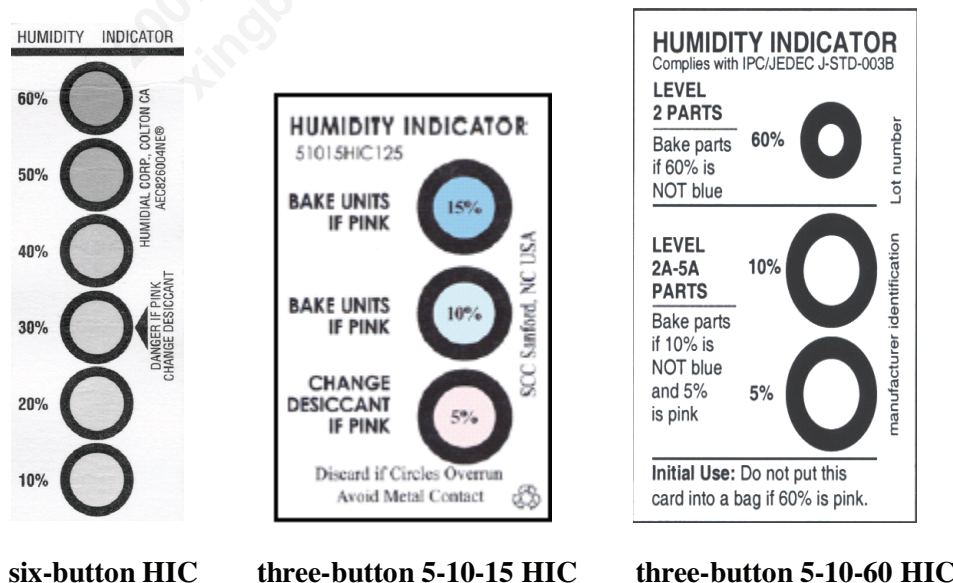 HUMIDITY INDICATOR
60%
50%
40%
30%
20%
10%
HUMIDIAL CORP., COLTON CA
AEC826004NE®
DANGER IF PINK
CHANGE DESICCANT
HUMIDITY INDICATOR
51015HIC125
BAKE UNITS
IF PINK
15%
BAKE UNITS
IF PINK
10%
CHANGE
DESICCANT
IF PINK
5%
Discard if Circles Overrun
Avoid Metal Contact
SCC Sanford, NC USA
HUMIDITY INDICATOR
Complies with IPC/JEDEC J-STD-003B
LEVEL
2 PARTS
Bake parts
if 60% is
NOT blue
60%
LEVEL
2A-5A
PARTS
Bake parts
if 10% is
NOT blue
and 5%
is pink
10%
5%
Lot number
manufacturer identification
Initial Use: Do not put this
card into a bag if 60% is pink.
six-button HIC
three-button 5-10-15 HIC
three-button 5-10-60 HIC